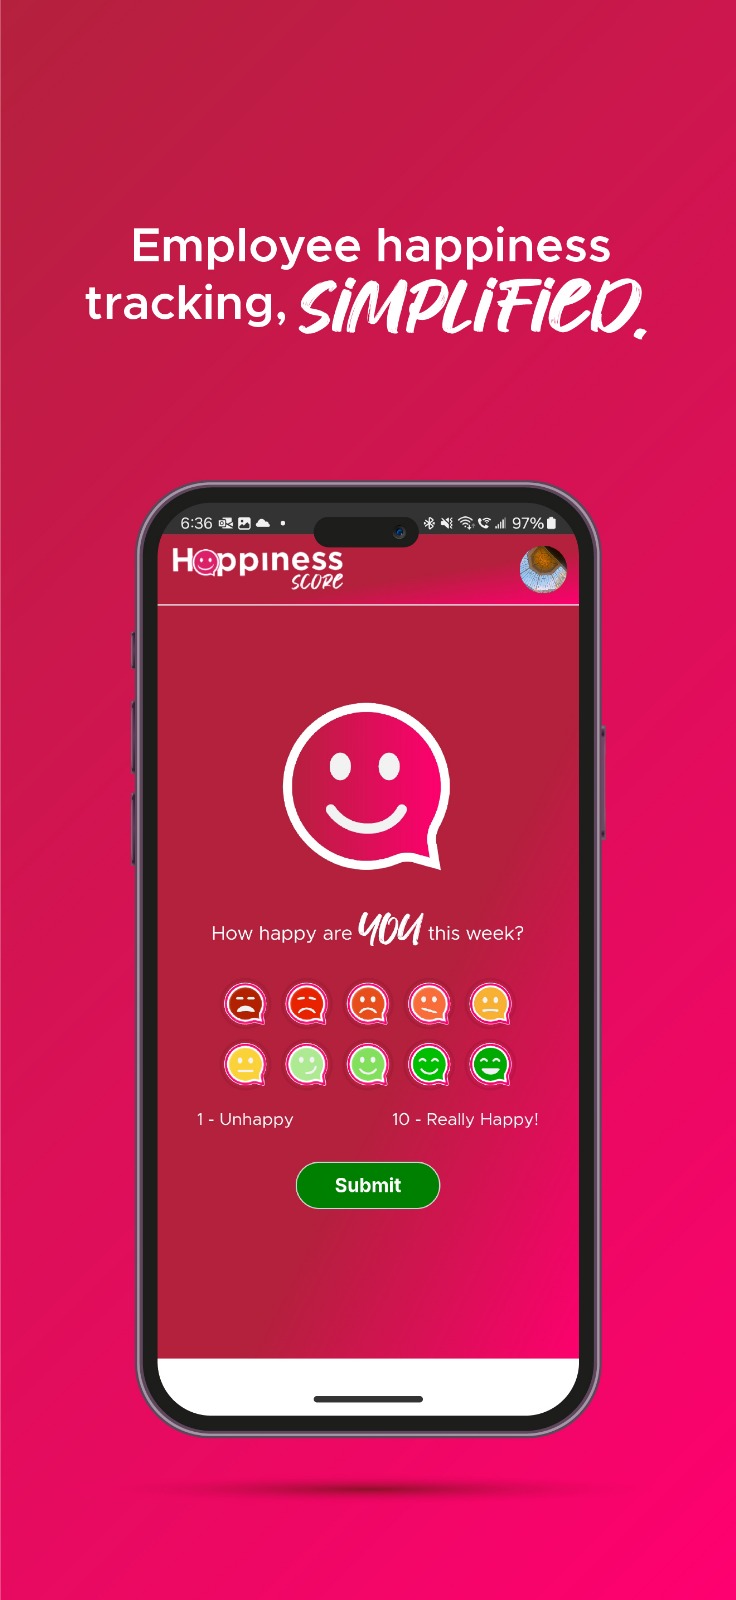 Employee happiness
tracking, SiMPLiFieD.
6:36 97%
Happiness
SCORe
How happy are YOU this week?
1 - Unhappy 10 - Really Happy!
Submit